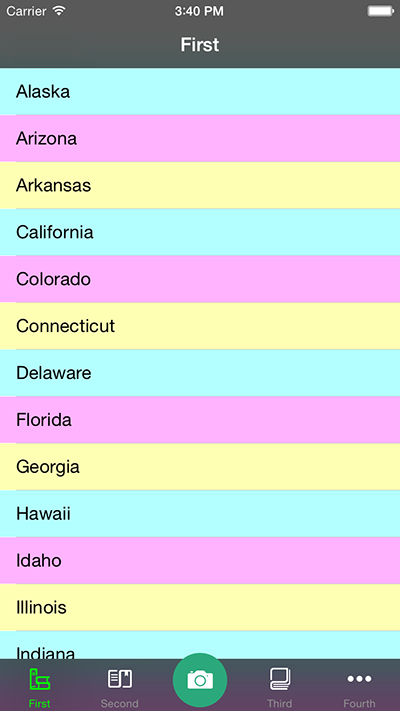 Carrier 3:40 PM
First
Alaska
Arizona
Arkansas
California
Colorado
Connecticut
Delaware
Florida
Georgia
Hawaii
Idaho
Illinois
Indiana
First Second Third Fourth